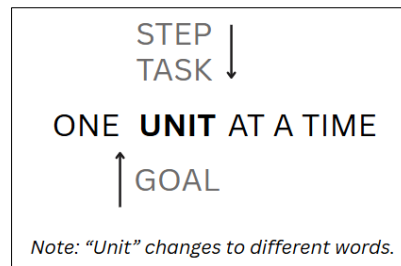 STEP
TASK
ONE UNIT AT A TIME
GOAL
Note: “Unit” changes to different words.